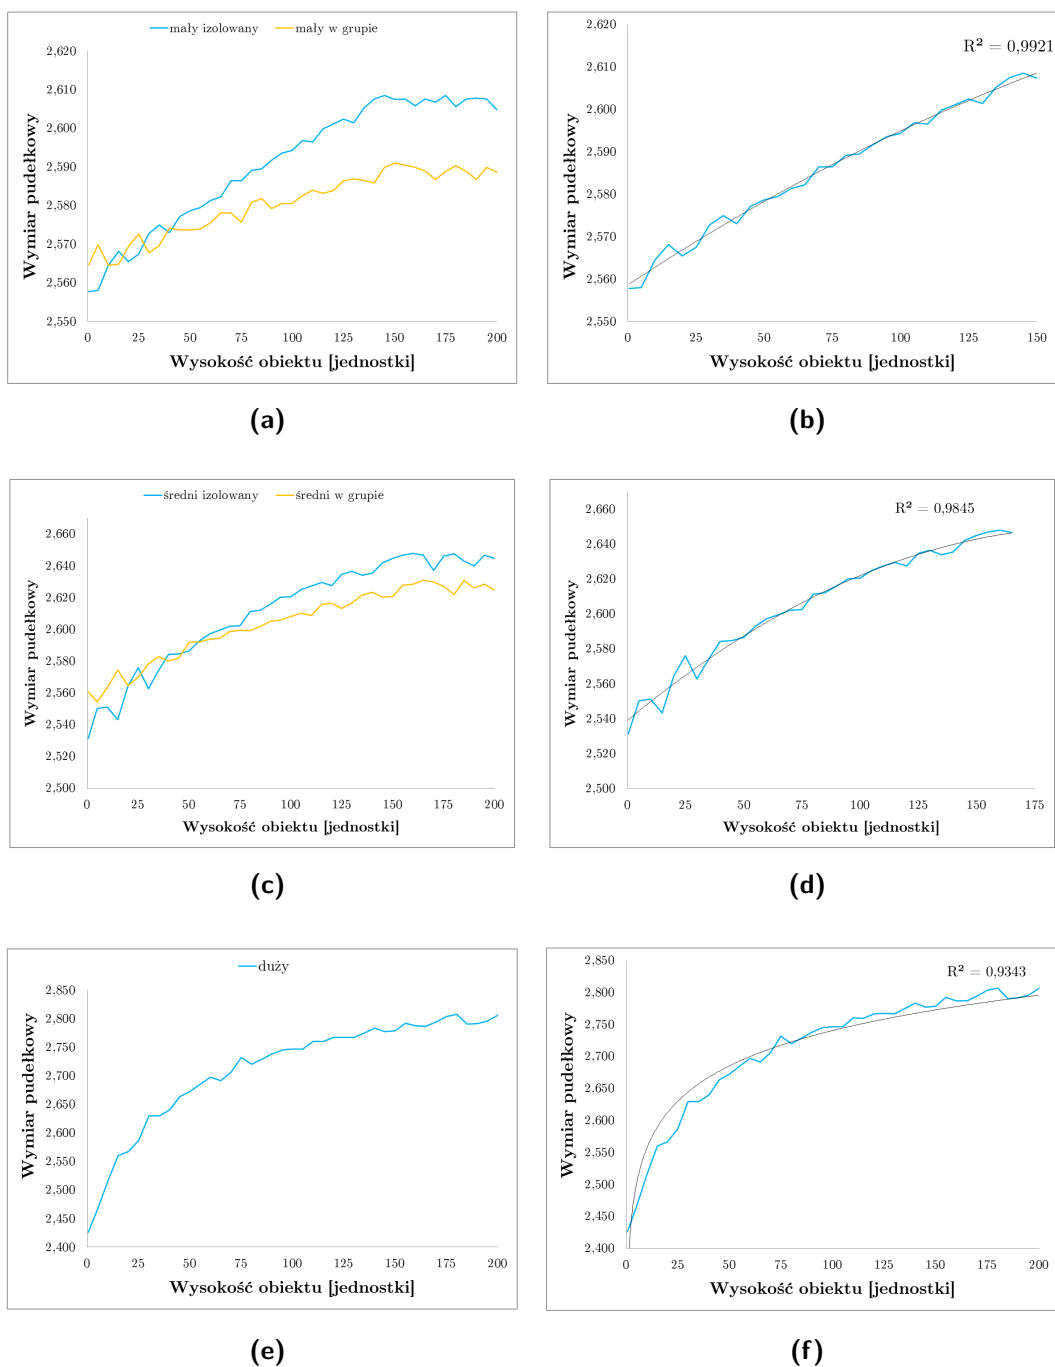 mały izolowany mały w grupie
2,620
2,610
2,600
2,590
2,580
2,570
2,560
2,550
0 25 50 75 100 125 150 175 200
Wymiar pudełkowy
Wysokość obiektu [jednostki]
(a)
R² = 0,9921
2,620
2,610
2,600
2,590
2,580
2,570
2,560
2,550
0 25 50 75 100 125 150
Wymiar pudełkowy
Wysokość obiektu [jednostki]
(b)
średni izolowany średni w grupie
2,660
2,640
2,620
2,600
2,580
2,560
2,540
2,520
2,500
0 25 50 75 100 125 150 175 200
Wymiar pudełkowy
Wysokość obiektu [jednostki]
(c)
R² = 0,9845
2,660
2,640
2,620
2,600
2,580
2,560
2,540
2,520
2,500
0 25 50 75 100 125 150 175
Wymiar pudełkowy
Wysokość obiektu [jednostki]
(d)
duży
2,850
2,800
2,750
2,700
2,650
2,600
2,550
2,500
2,450
2,400
0 25 50 75 100 125 150 175 200
Wymiar pudełkowy
Wysokość obiektu [jednostki]
(e)
R² = 0,9343
2,850
2,800
2,750
2,700
2,650
2,600
2,550
2,500
2,450
2,400
0 25 50 75 100 125 150 175 200
Wymiar pudełkowy
Wysokość obiektu [jednostki]
(f)